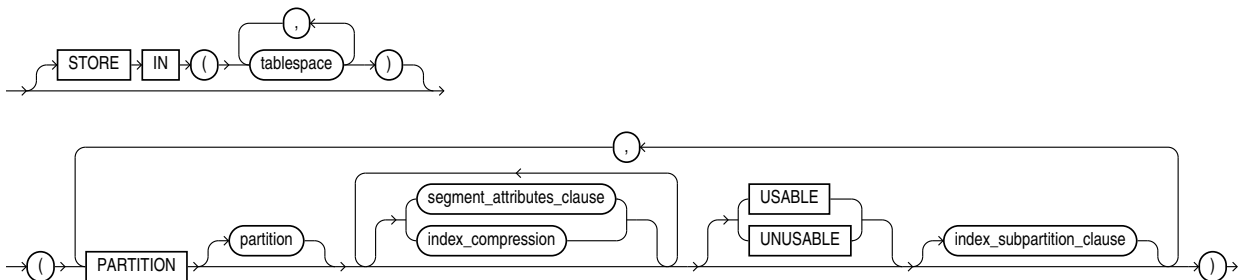 ,
STORE IN ( tablespace )
,
segment_attributes_clause USABLE
partition index_compression UNUSABLE index_subpartition_clause
( PARTITION )